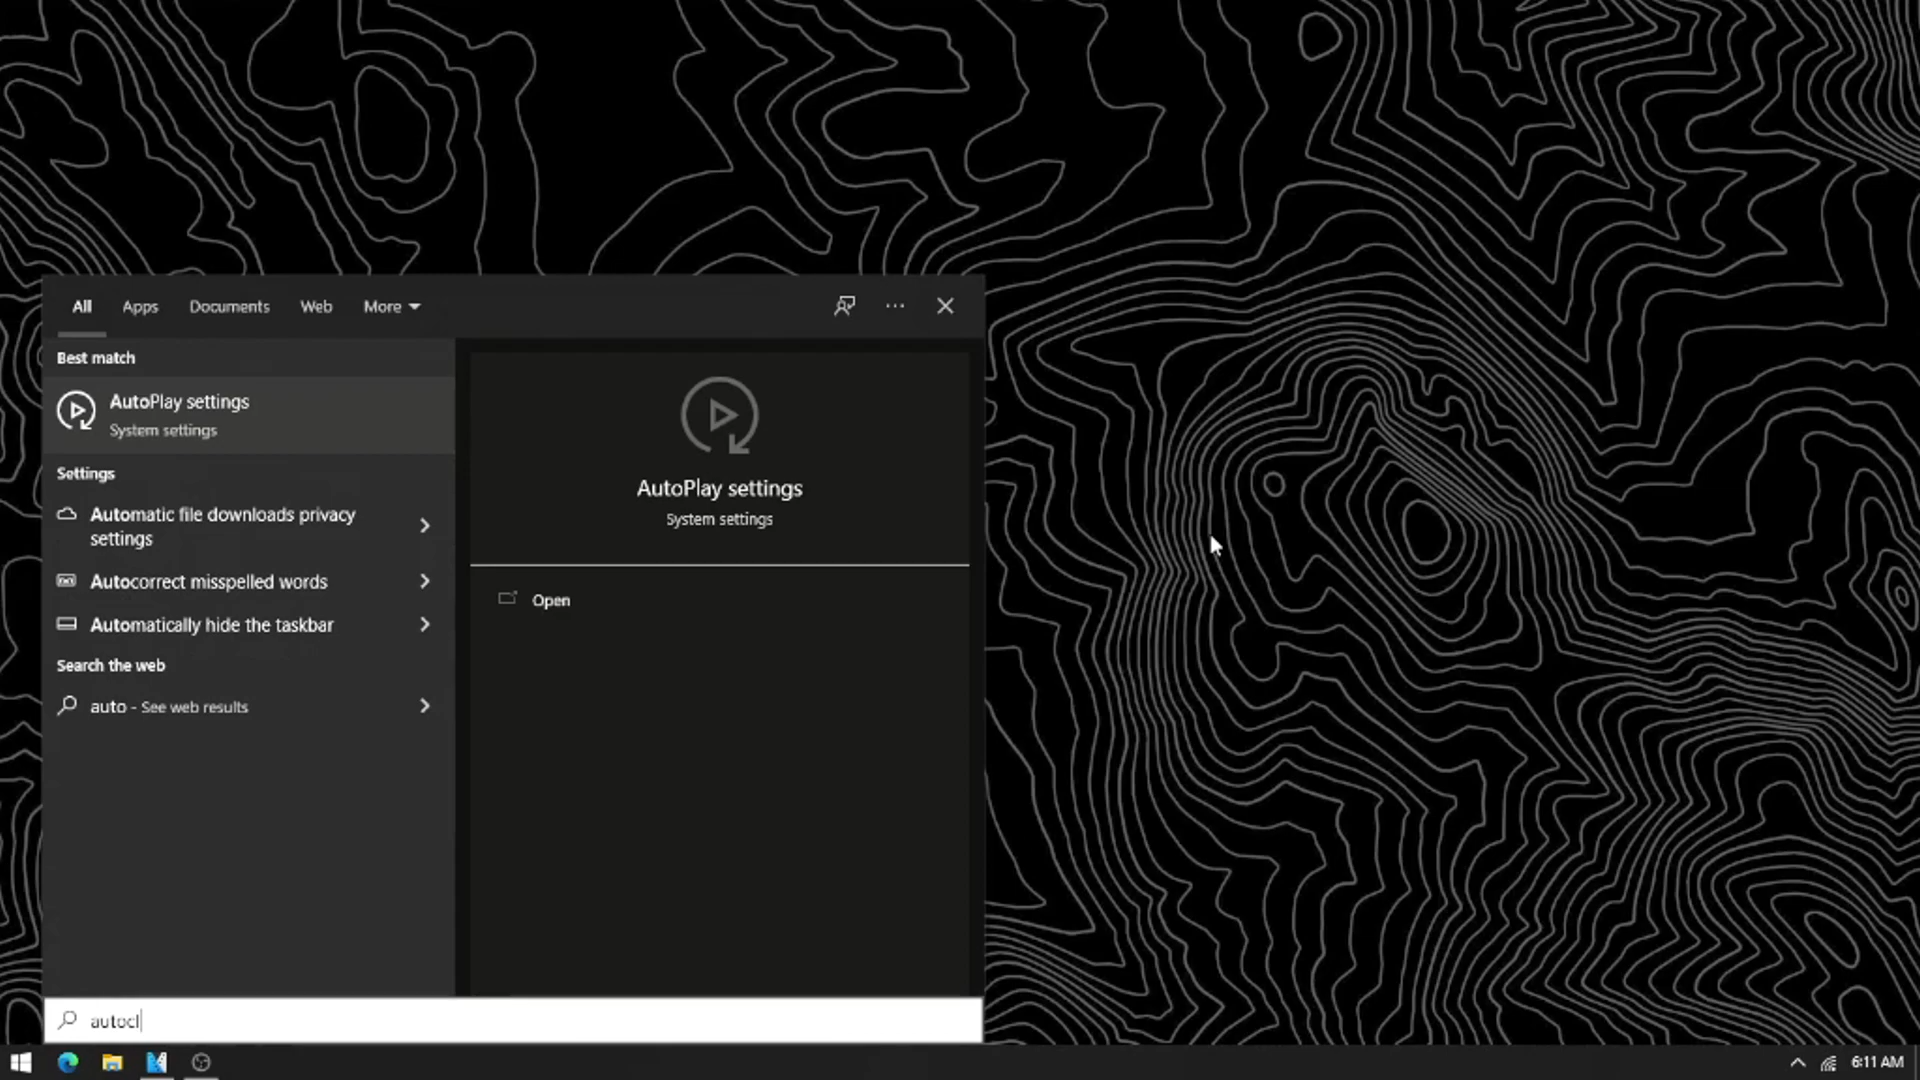 All Apps Documents Web More
Best match
AutoPlay settings
System settings
Settings
Automatic file downloads privacy
settings
Autocorrect misspelled words
Automatically hide the taskbar
Search the web
auto - See web results
AutoPlay settings
System settings
Open
autocl
6:11 AM